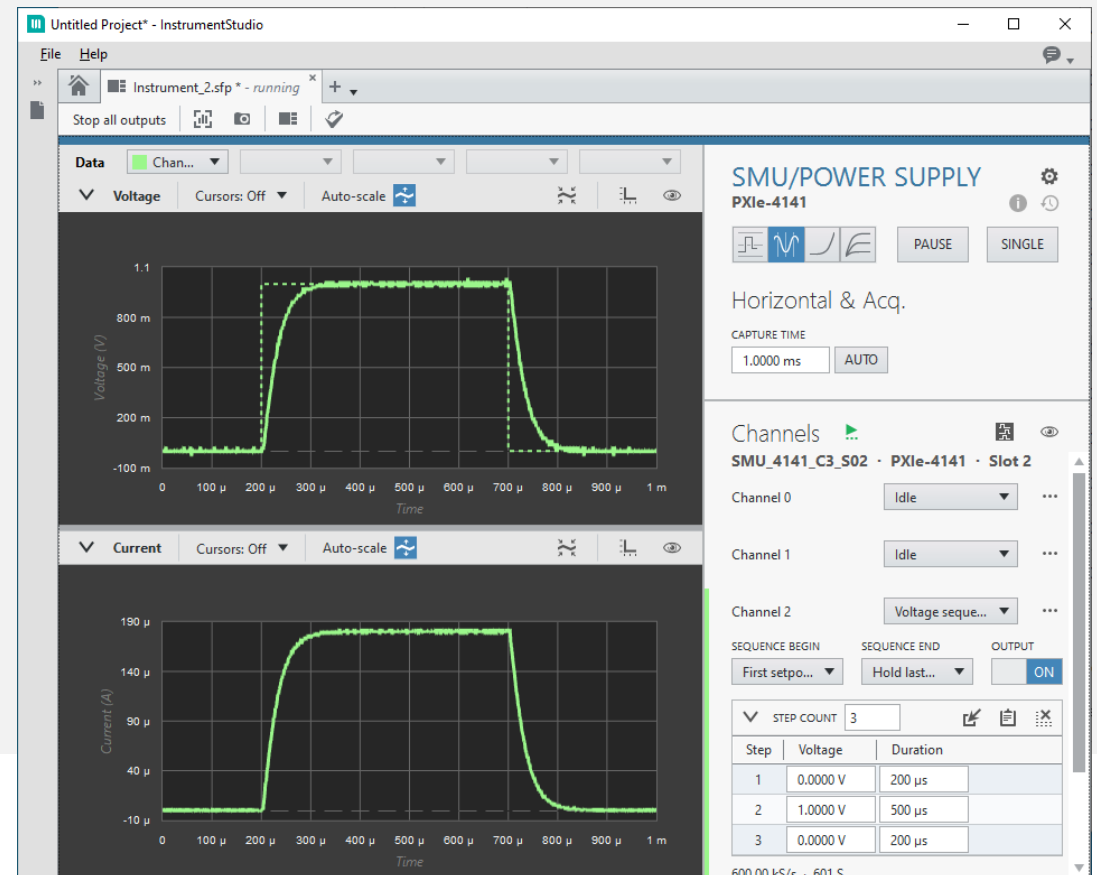 Untitled Project* - InstrumentStudio
File Help
Instrument_2.sfp * - running
Stop all outputs
Data Chan...
Voltage Cursors: Off Auto-scale
1.1
800 m
500 m
200 m
-100 m
Voltage (V)
0 100 µ 200 µ 300 µ 400 µ 500 µ 600 µ 700 µ 800 µ 900 µ 1 m
Time
Current Cursors: Off Auto-scale
190 µ
140 µ
90 µ
40 µ
-10 µ
Current (A)
0 100 µ 200 µ 300 µ 400 µ 500 µ 600 µ 700 µ 800 µ 900 µ 1 m
Time
SMU/POWER SUPPLY
PXIe-4141
PAUSE SINGLE
Horizontal & Acq.
CAPTURE TIME
1.0000 ms AUTO
Channels
SMU_4141_C3_S02 · PXIe-4141 · Slot 2
Channel 0 Idle
Channel 1 Idle
Channel 2 Voltage seque...
SEQUENCE BEGIN SEQUENCE END OUTPUT
First setpo... Hold last... ON
STEP COUNT 3
Step Voltage Duration
1 0.0000 V 200 µs
2 1.0000 V 500 µs
3 0.0000 V 200 µs
600.00 kS/s · 601 S